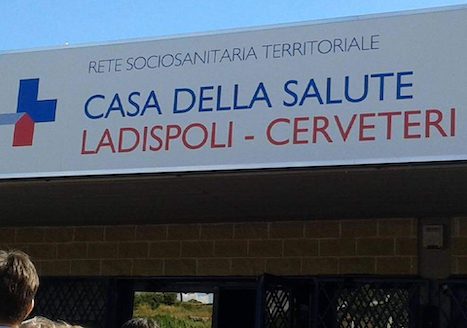 RETE SOCIOSANITARIA TERRITORIALE
CASA DELLA SALUTE
LADISPOLI - CERVETERI